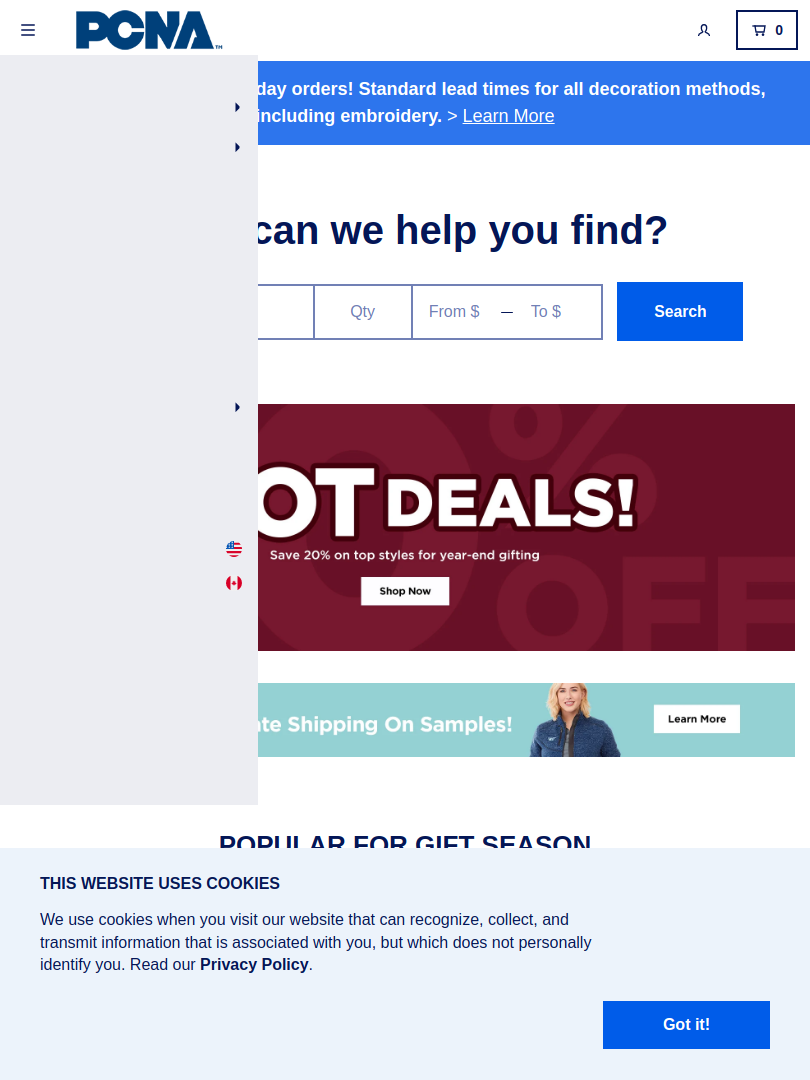 PCNA™
0
day orders! Standard lead times for all decoration methods,
including embroidery. > Learn More
can we help you find?
Qty
From $ — To $
Search
OT DEALS!
% OFF
Save 20% on top styles for year-end gifting
Shop Now
te Shipping On Samples!
Learn More
POPULAR FOR GIFT SEASON
THIS WEBSITE USES COOKIES
We use cookies when you visit our website that can recognize, collect, and
transmit information that is associated with you, but which does not personally
identify you. Read our Privacy Policy.
Got it!